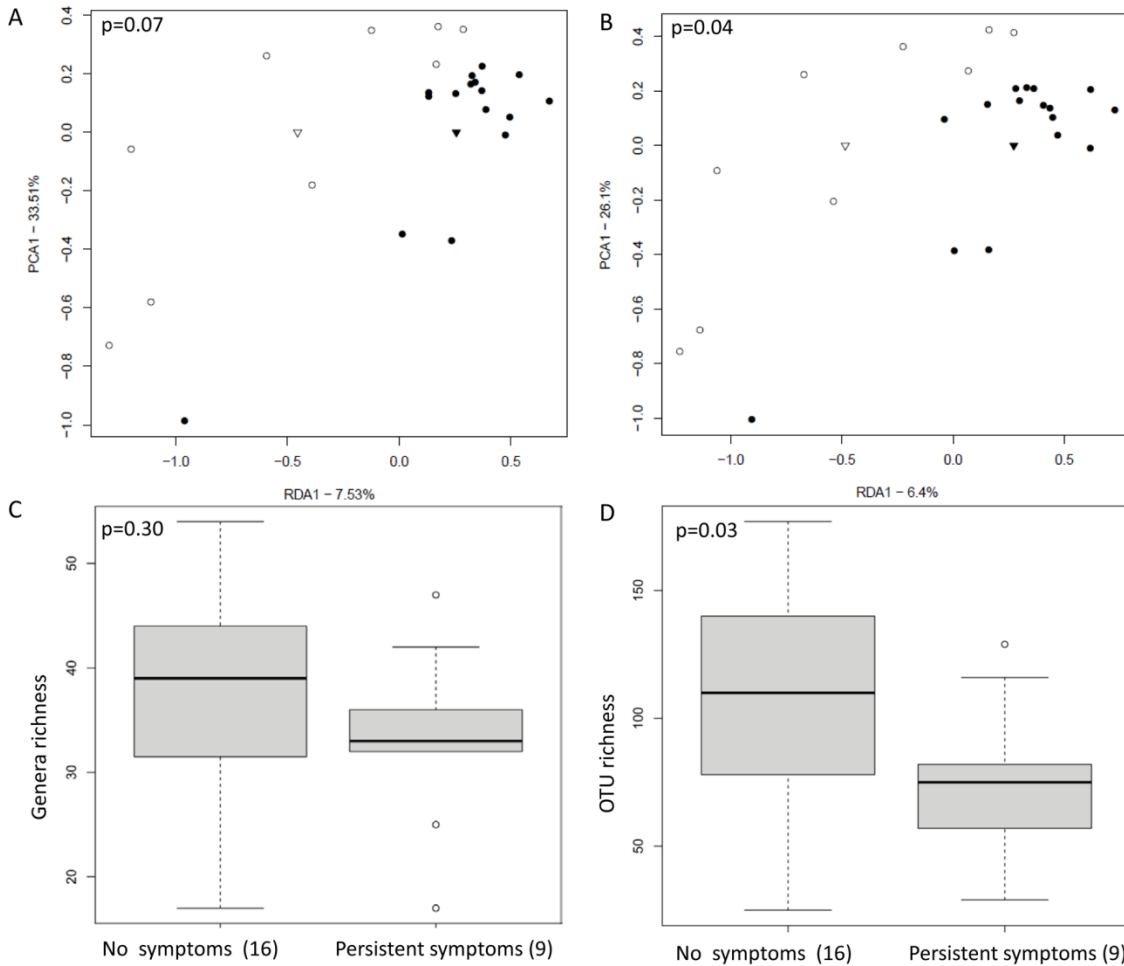 A
p=0.07
0.4
0.2
0.0
−0.2
−0.4
−0.6
−0.8
−1.0
PCA1 − 33.51%
−1.0
−0.5
0.0
0.5
RDA1 − 7.53%
B
p=0.04
0.4
0.2
0.0
−0.2
−0.4
−0.6
−0.8
−1.0
PCA1 − 26.1%
−1.0
−0.5
0.0
0.5
RDA1 − 6.4%
C
p=0.30
50
40
30
20
Genera richness
No symptoms (16)
Persistent symptoms (9)
D
p=0.03
150
100
50
OTU richness
No symptoms (16)
Persistent symptoms (9)